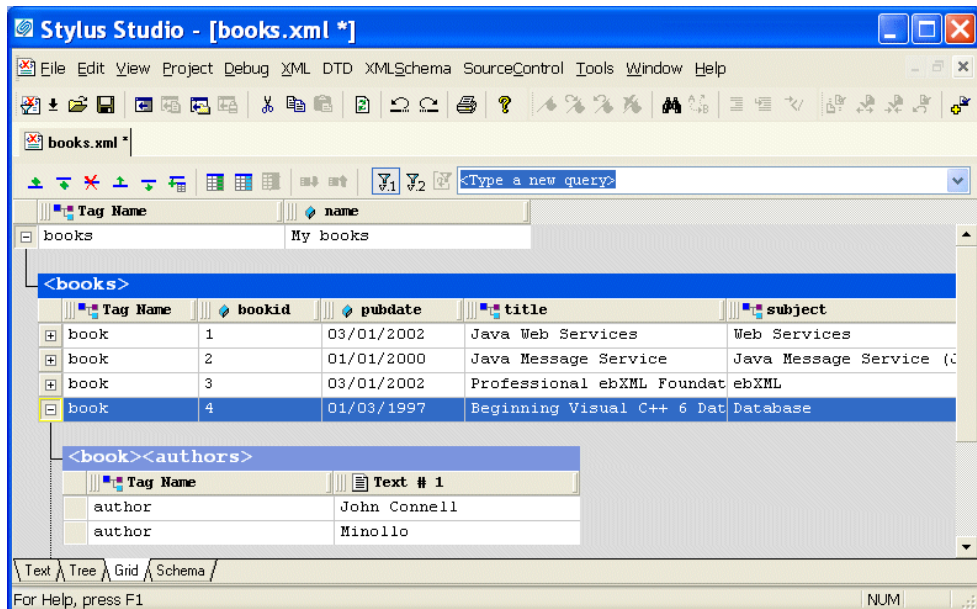 Stylus Studio - [books.xml *]
File Edit View Project Debug XML DTD XMLSchema SourceControl Tools Window Help
books.xml *
1 2 <Type a new query>
Tag Name name
books My books
<books>
Tag Name bookid pubdate title subject
book 1 03/01/2002 Java Web Services Web Services
book 2 01/01/2000 Java Message Service Java Message Service (J
book 3 03/01/2002 Professional ebXML Foundat ebXML
book 4 01/03/1997 Beginning Visual C++ 6 Dat Database
<book><authors>
Tag Name Text # 1
author John Connell
author Minollo
Text Tree Grid Schema
For Help, press F1 NUM